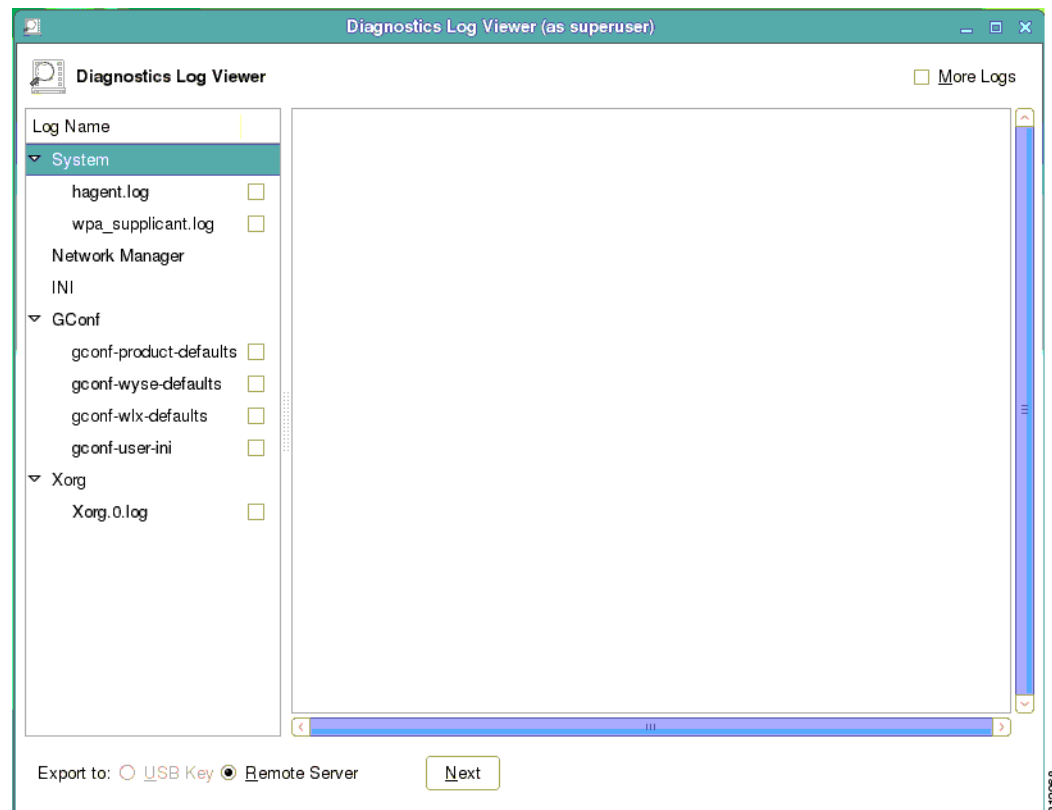 Diagnostics Log Viewer (as superuser)
Diagnostics Log Viewer
More Logs
Log Name
System
hagent.log
wpa_supplicant.log
Network Manager
INI
GConf
gconf-product-defaults
gconf-wyse-defaults
gconf-wlx-defaults
gconf-user-ini
Xorg
Xorg.0.log
Export to: USB Key Remote Server Next